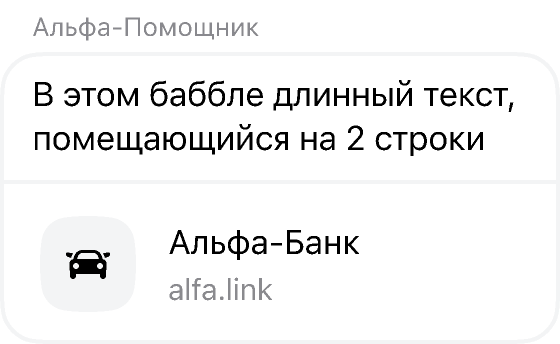 Альфа-Помощник
В этом баббле длинный текст,
помещающийся на 2 строки
Альфа-Банк
alfa.link